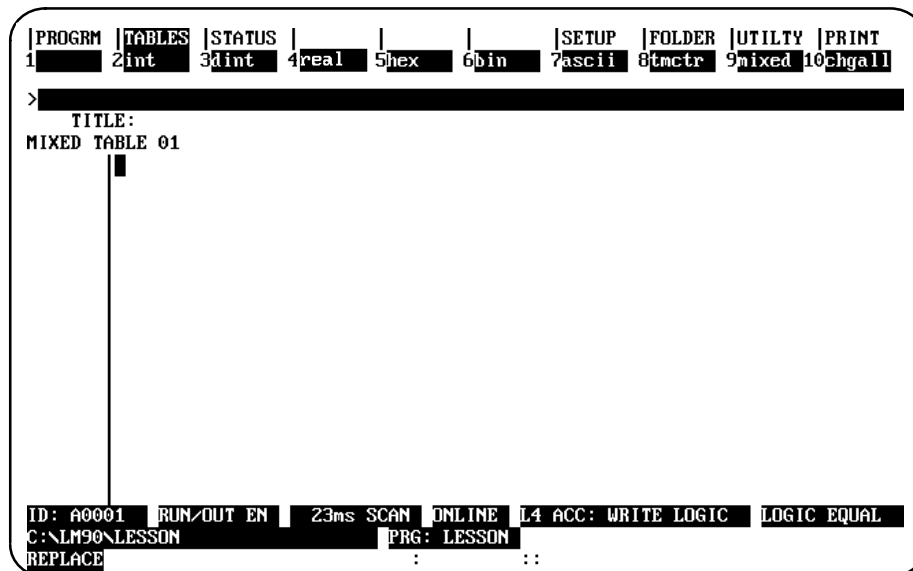 |PROGRM |TABLES |STATUS | | | |SETUP |FOLDER |UTILTY |PRINT
1 2int 3dint 4real 5hex 6bin 7ascii 8tmctr 9mixed 10chgall
>
TITLE:
MIXED TABLE 01
ID: A0001 RUN/OUT EN 23ms SCAN ONLINE L4 ACC: WRITE LOGIC LOGIC EQUAL
C:\LM90\LESSON PRG: LESSON
REPLACE : ::